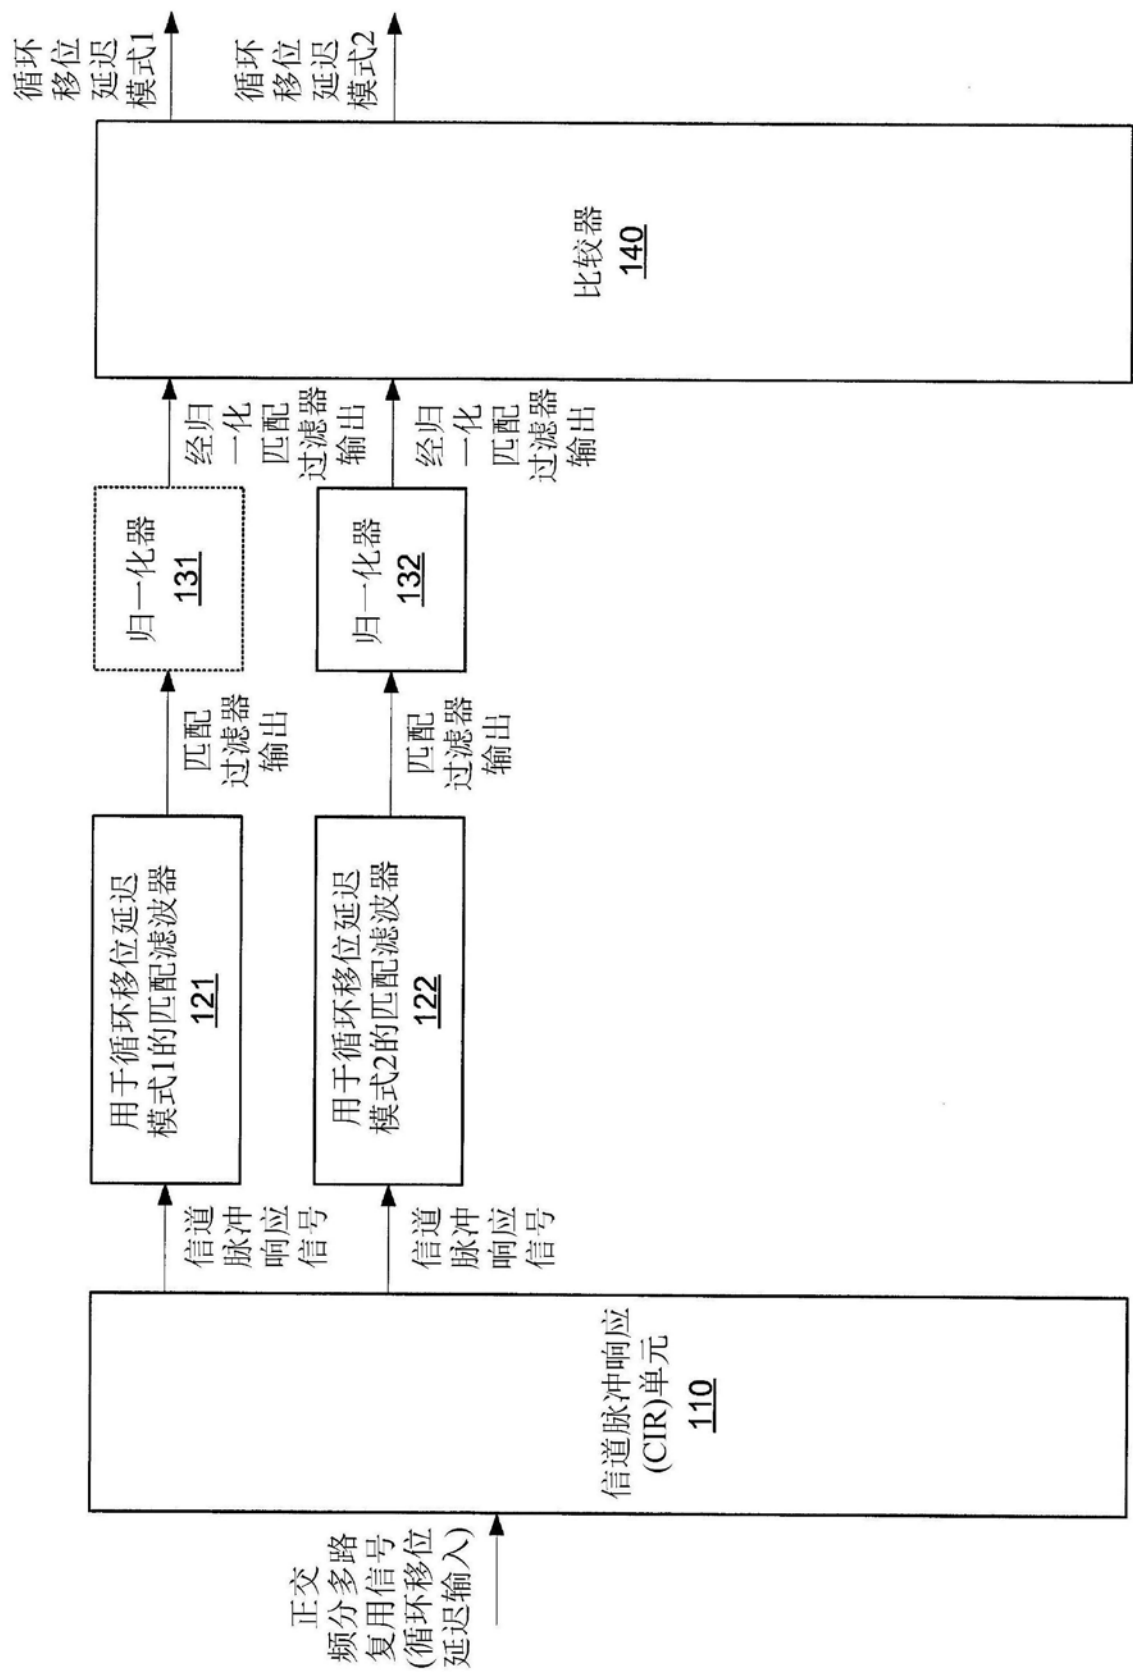 正交
频分多路
复用信号
(循环移位
延迟输入)
信道脉冲响应
(CIR)单元
110
信道
脉冲
响应
信号
信道
脉冲
响应
信号
用于循环移位延迟
模式1的匹配滤波器
121
用于循环移位延迟
模式2的匹配滤波器
122
匹配
过滤器
输出
匹配
过滤器
输出
归一化器
131
归一化器
132
经归
一化
匹配
过滤器
输出
经归
一化
匹配
过滤器
输出
比较器
140
循环
移位
延迟
模式1
循环
移位
延迟
模式2